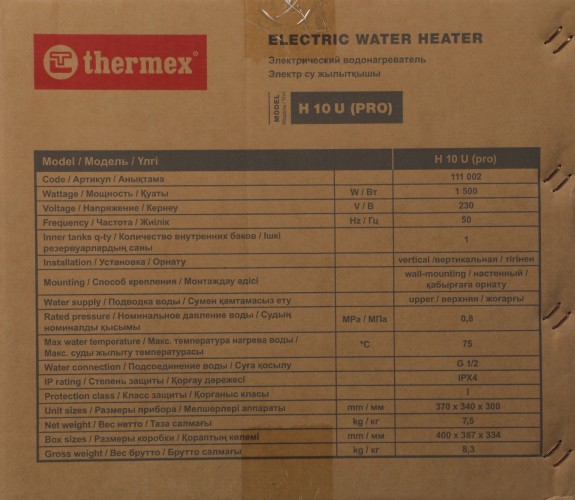 thermex®
ELECTRIC WATER HEATER
Электрический водонагреватель
Электр су жылытқышы
MODEL
H 10 U (PRO)
Model / Модель / Үлгі H 10 U (pro)
Code / Артикул / Анықтама 111 002
Wattage / Мощность / Қуаты W / Вт 1 500
Voltage / Напряжение / Кернеу V / В 230
Frequency / Частота / Жиілік Hz / Гц 50
Inner tanks q-ty / Количество внутренних баков / Ішкі
резервуарлардың саны 1
Installation / Установка / Орнату vertical /вертикальная / тігінен
Mounting / Способ крепления / Монтаждау әдісі wall-mounting / настенный /
қабырғаға орнату
Water supply / Подводка воды / Сумен қамтамасыз ету upper / верхняя / жоғарғы
Rated pressure / Номинальное давление воды / Судың
номиналды қысымы MPa / МПа 0,8
Max water temperature / Макс. температура нагрева воды /
Макс. суды жылыту температурасы °C 75
Water connection / Подсоединение воды / Суға қосылу G 1/2
IP rating / Степень защиты / Қорғау дәрежесі IPX4
Protection class / Класс защиты / Қорғаныс класы I
Unit sizes / Размеры прибора / Мөлшерлері аппараты mm / мм 370 x 340 x 300
Net weight / Вес нетто / Таза салмағы kg / кг 7,5
Box sizes / Размеры коробки / Қораптың көлемі mm / мм 400 x 387 x 334
Gross weight / Вес брутто / Брутто салмағы kg / кг 8,3